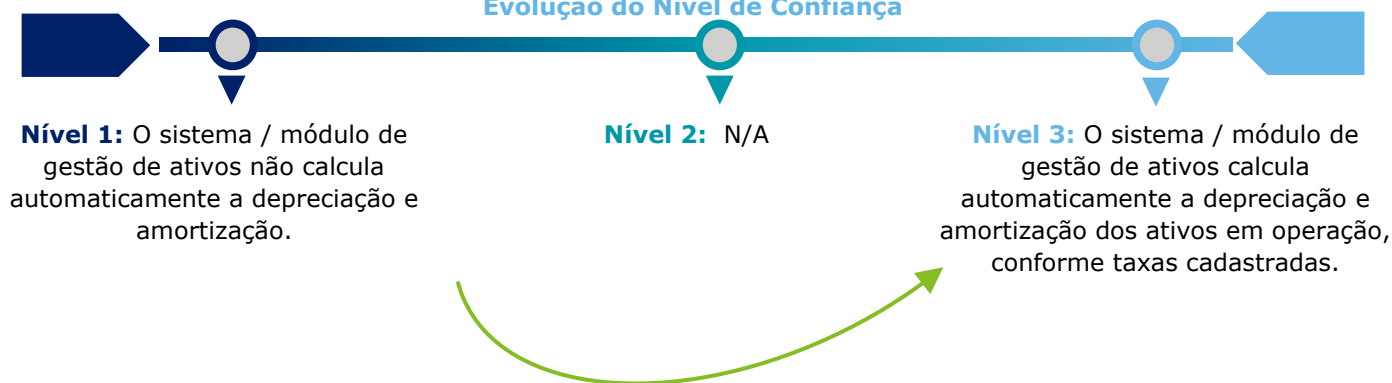 Evolução do Nível de Confiança
Nível 1: O sistema / módulo de
gestão de ativos não calcula
automaticamente a depreciação e
amortização.
Nível 2: N/A
Nível 3: O sistema / módulo de
gestão de ativos calcula
automaticamente a depreciação e
amortização dos ativos em operação,
conforme taxas cadastradas.